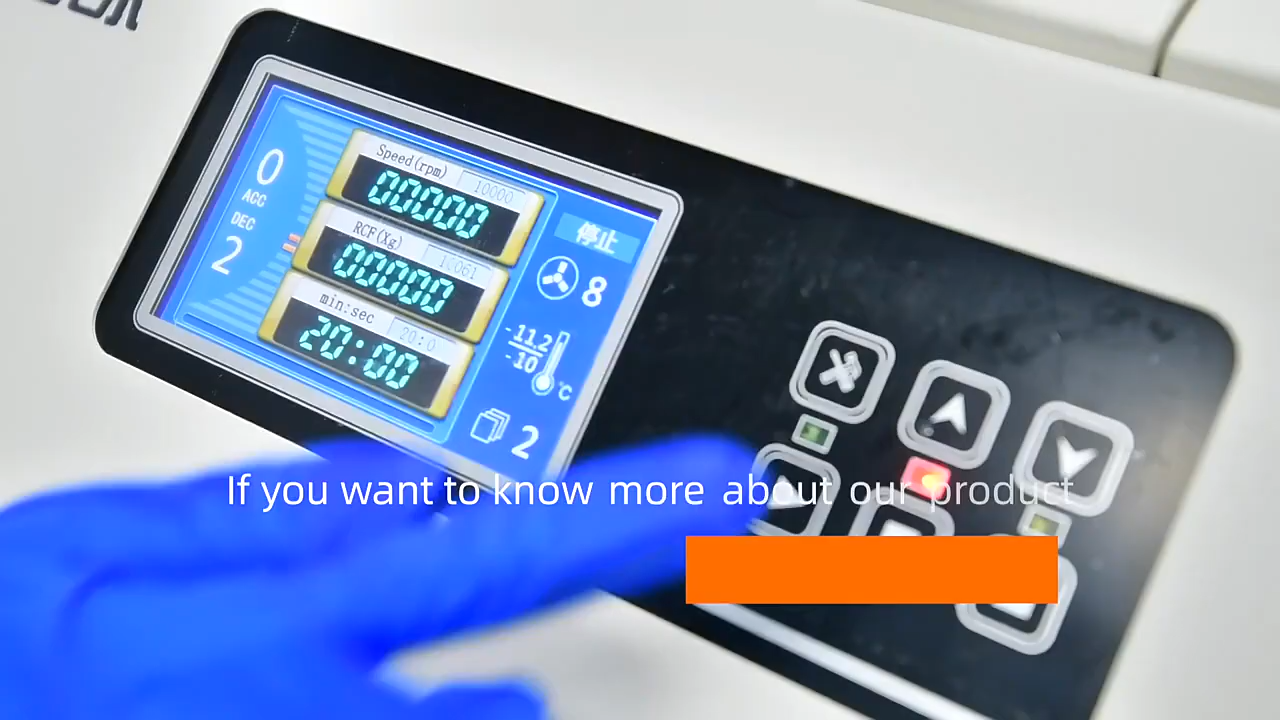 0
ACC
DEC
2
Speed(rpm) 10000
00000
RCF(Xg) 10061
00000
min:sec 20:0
20:00
停止
8
-11.2
-10 °C
2
If you want to know more about our product